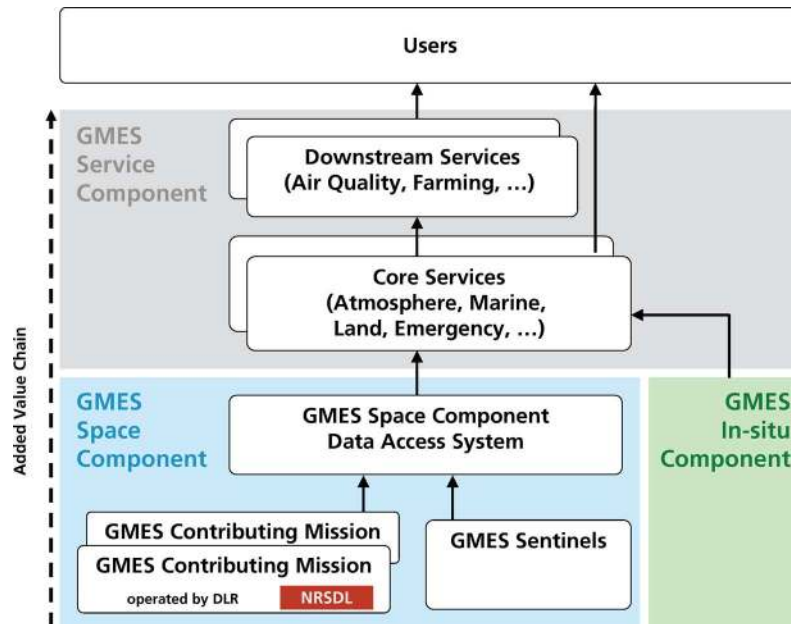 Users
GMES
Service
Component
Downstream Services
(Air Quality, Farming, ...)
Core Services
(Atmosphere, Marine,
Land, Emergency, ...)
Added Value Chain
GMES
Space
Component
GMES Space Component
Data Access System
GMES
In-situ
Component
GMES Contributing Mission
GMES Contributing Mission
operated by DLR
NRSDL
GMES Sentinels